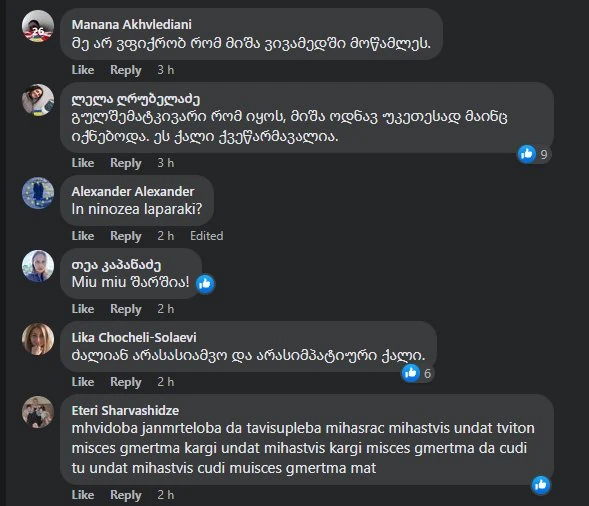 Manana Akhvlediani
მე არ ვფიქრობ რომ მიშა ვივამედში მოწამლეს.
Like Reply 3 h
ლელა ღრუბელაძე
გულშემატკივარი რომ იყოს, მიშა ოდნავ უკეთესად მაინც
იქნებოდა. ეს ქალი ქვეწარმავალია.
9
Like Reply 3 h
Alexander Alexander
In ninozea laparaki?
Like Reply 2 h Edited
თეა კაპანაძე
Miu miu შარშია!
Like Reply 2 h
Lika Chocheli-Solaevi
ძალიან არასასიამვო და არასიმპატიური ქალი.
6
Like Reply 2 h
Eteri Sharvashidze
mhvidoba janmrteloba da tavisupleba mihasrac mihastvis undat tviton
misces gmertma kargi undat mihastvis kargi misces gmertma da cudi
tu undat mihastvis cudi muisces gmertma mat
Like Reply 2 h
26